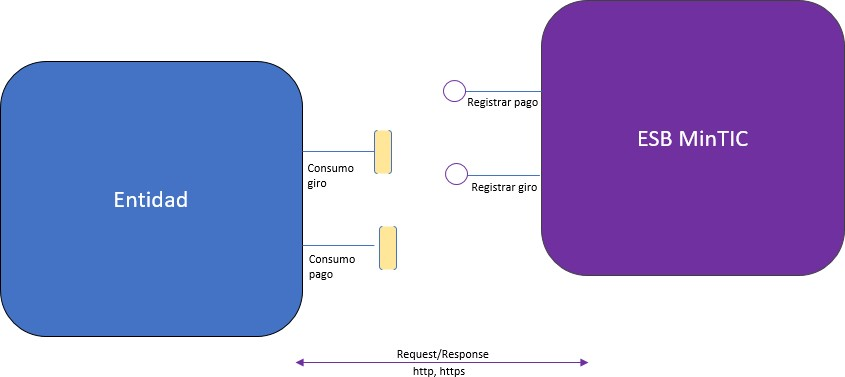 Entidad
Consumo
giro
Consumo
pago
Registrar pago
Registrar giro
ESB MinTIC
Request/Response
http, https